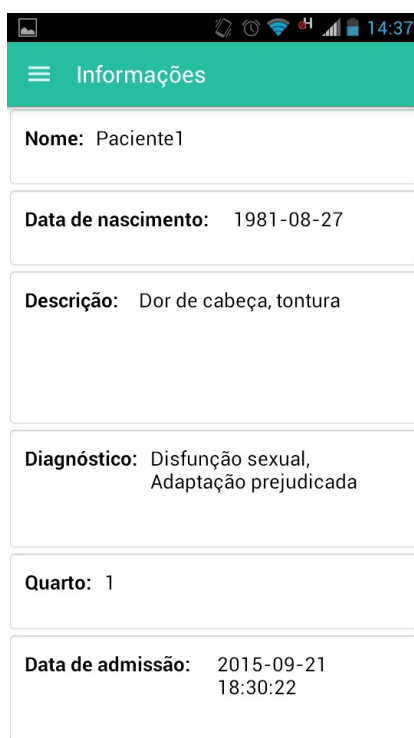 14:37
Informações
Nome: Paciente1
Data de nascimento: 1981-08-27
Descrição: Dor de cabeça, tontura
Diagnóstico: Disfunção sexual,
Adaptação prejudicada
Quarto: 1
Data de admissão: 2015-09-21
18:30:22